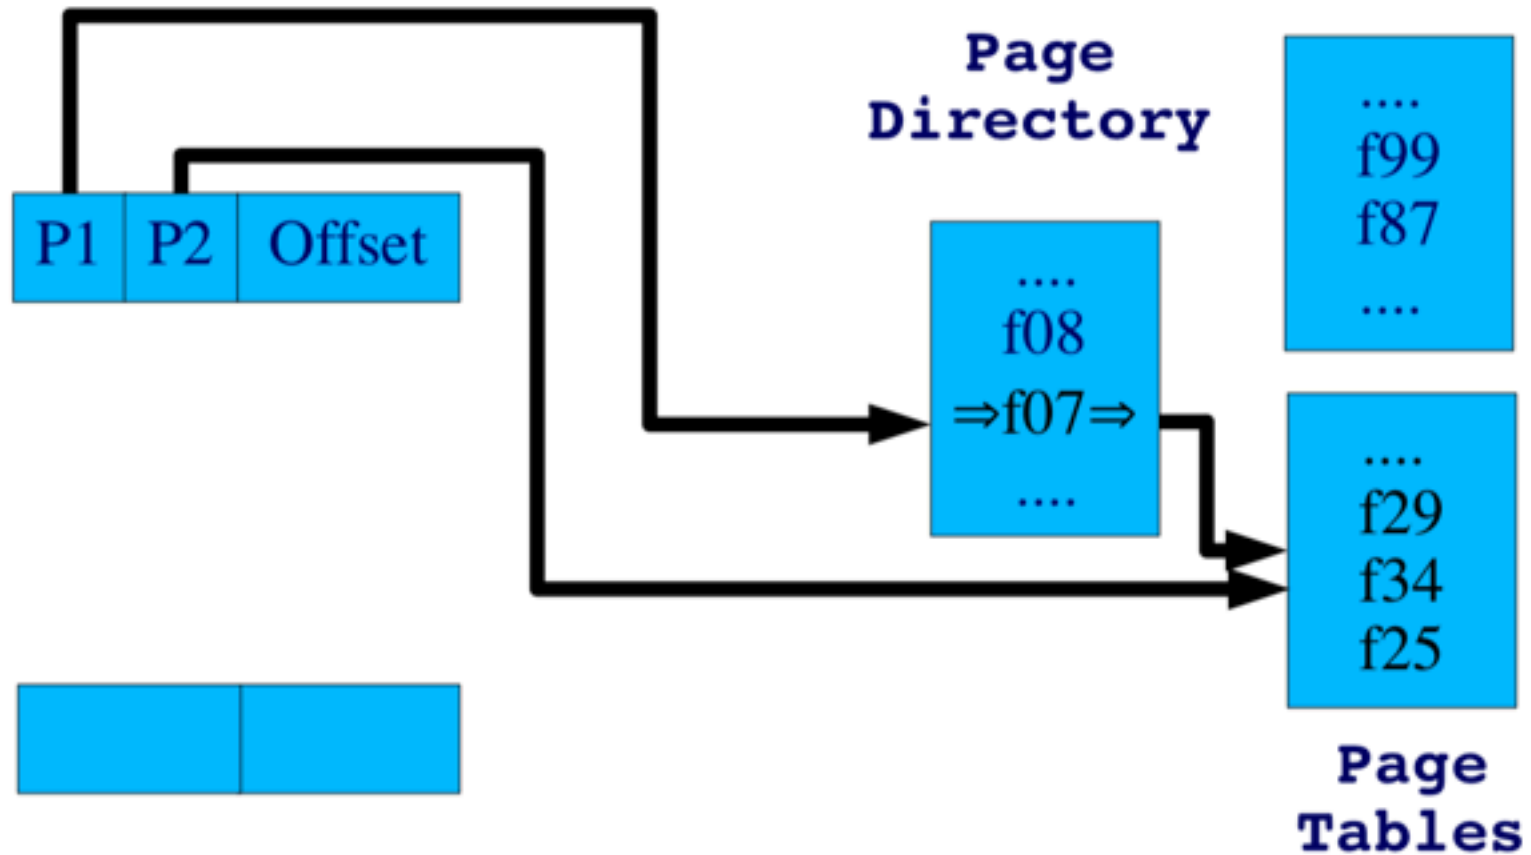 Page
Directory
....
f99
f87
....
P1 P2 Offset
....
f08
⇒f07⇒
....
....
f29
f34
f25
Page
Tables